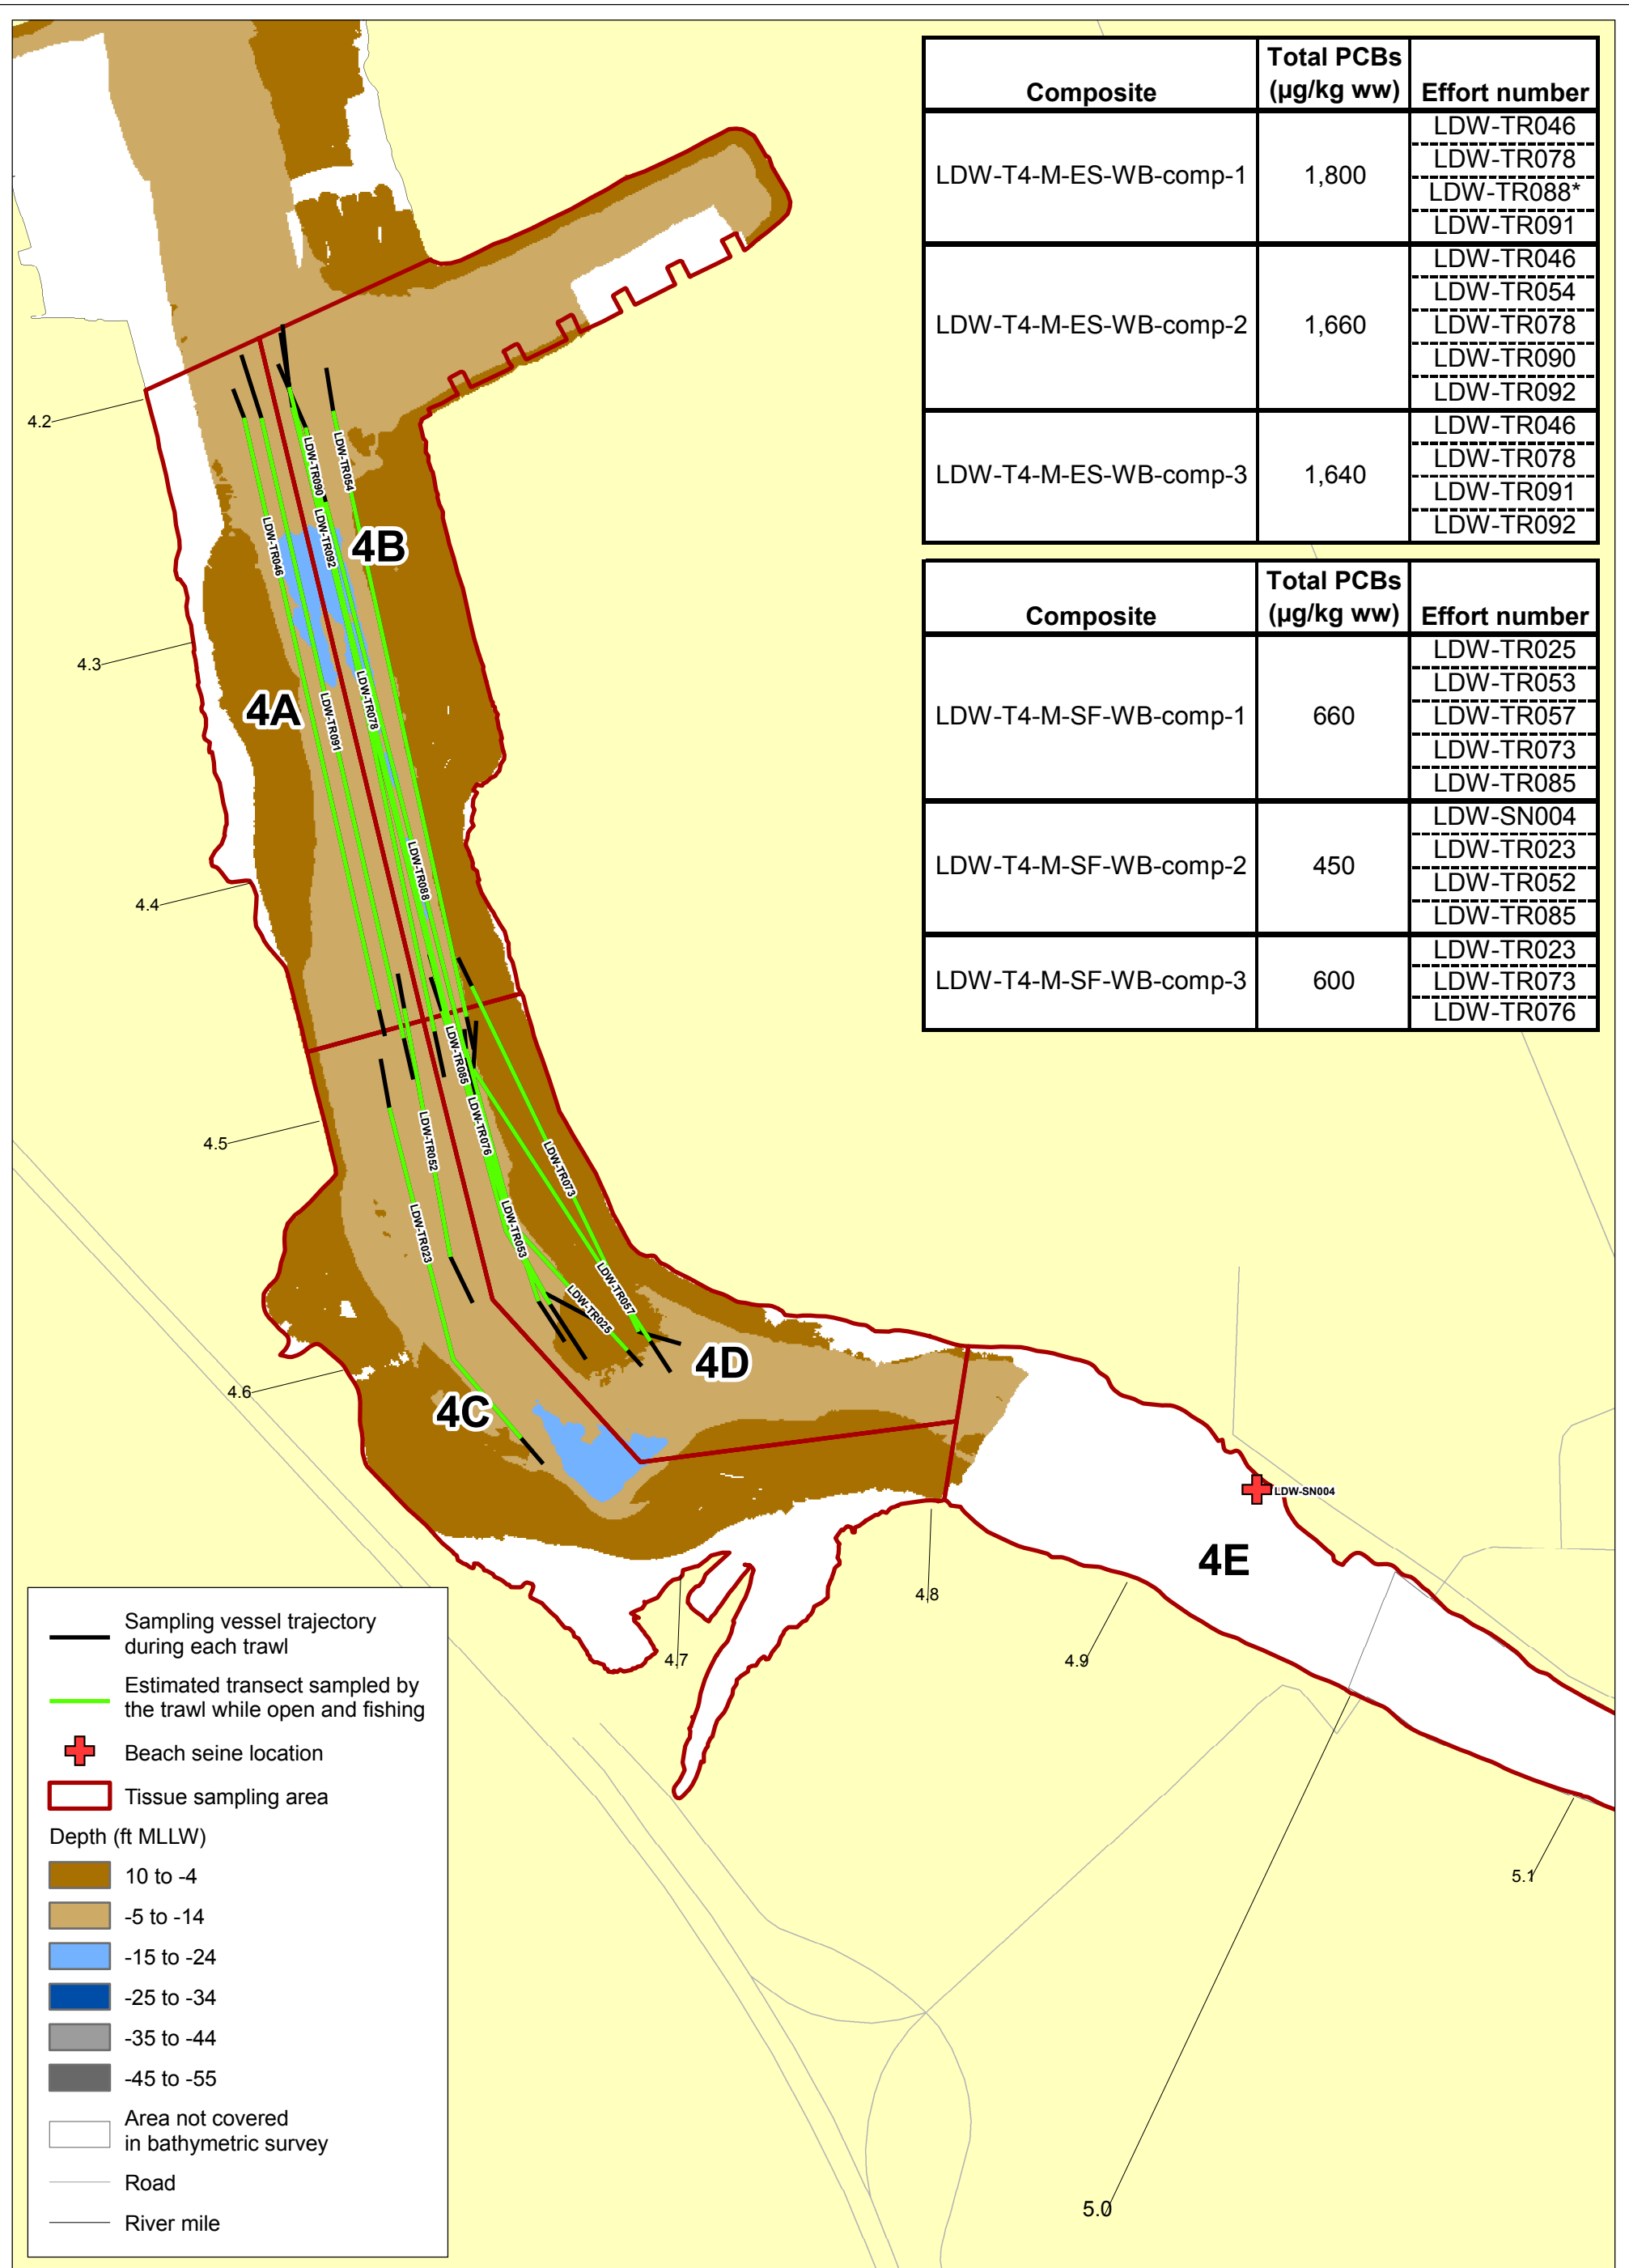 Composite
Total PCBs
(µg/kg ww)
Effort number
LDW-T4-M-ES-WB-comp-1
1,800
LDW-TR046
LDW-TR078
LDW-TR088*
LDW-TR091
LDW-T4-M-ES-WB-comp-2
1,660
LDW-TR046
LDW-TR054
LDW-TR078
LDW-TR090
LDW-TR092
LDW-T4-M-ES-WB-comp-3
1,640
LDW-TR046
LDW-TR078
LDW-TR091
LDW-TR092
Composite
Total PCBs
(µg/kg ww)
Effort number
LDW-T4-M-SF-WB-comp-1
660
LDW-TR025
LDW-TR053
LDW-TR057
LDW-TR073
LDW-TR085
LDW-T4-M-SF-WB-comp-2
450
LDW-SN004
LDW-TR023
LDW-TR052
LDW-TR085
LDW-T4-M-SF-WB-comp-3
600
LDW-TR023
LDW-TR073
LDW-TR076
4.2
LDW-TR090
LDW-TR054
LDW-TR046
LDW-TR092
4B
4.3
4A
LDW-TR091
LDW-TR078
LDW-TR088
4.4
LDW-TR085
4.5
LDW-TR052
LDW-TR076
LDW-TR073
LDW-TR023
LDW-TR053
LDW-TR057
LDW-TR025
4D
4.6
4C
LDW-SN004
4E
4.8
4.7
4.9
5.1
5.0
Sampling vessel trajectory
during each trawl
Estimated transect sampled by
the trawl while open and fishing
Beach seine location
Tissue sampling area
Depth (ft MLLW)
10 to -4
-5 to -14
-15 to -24
-25 to -34
-35 to -44
-45 to -55
Area not covered
in bathymetric survey
Road
River mile